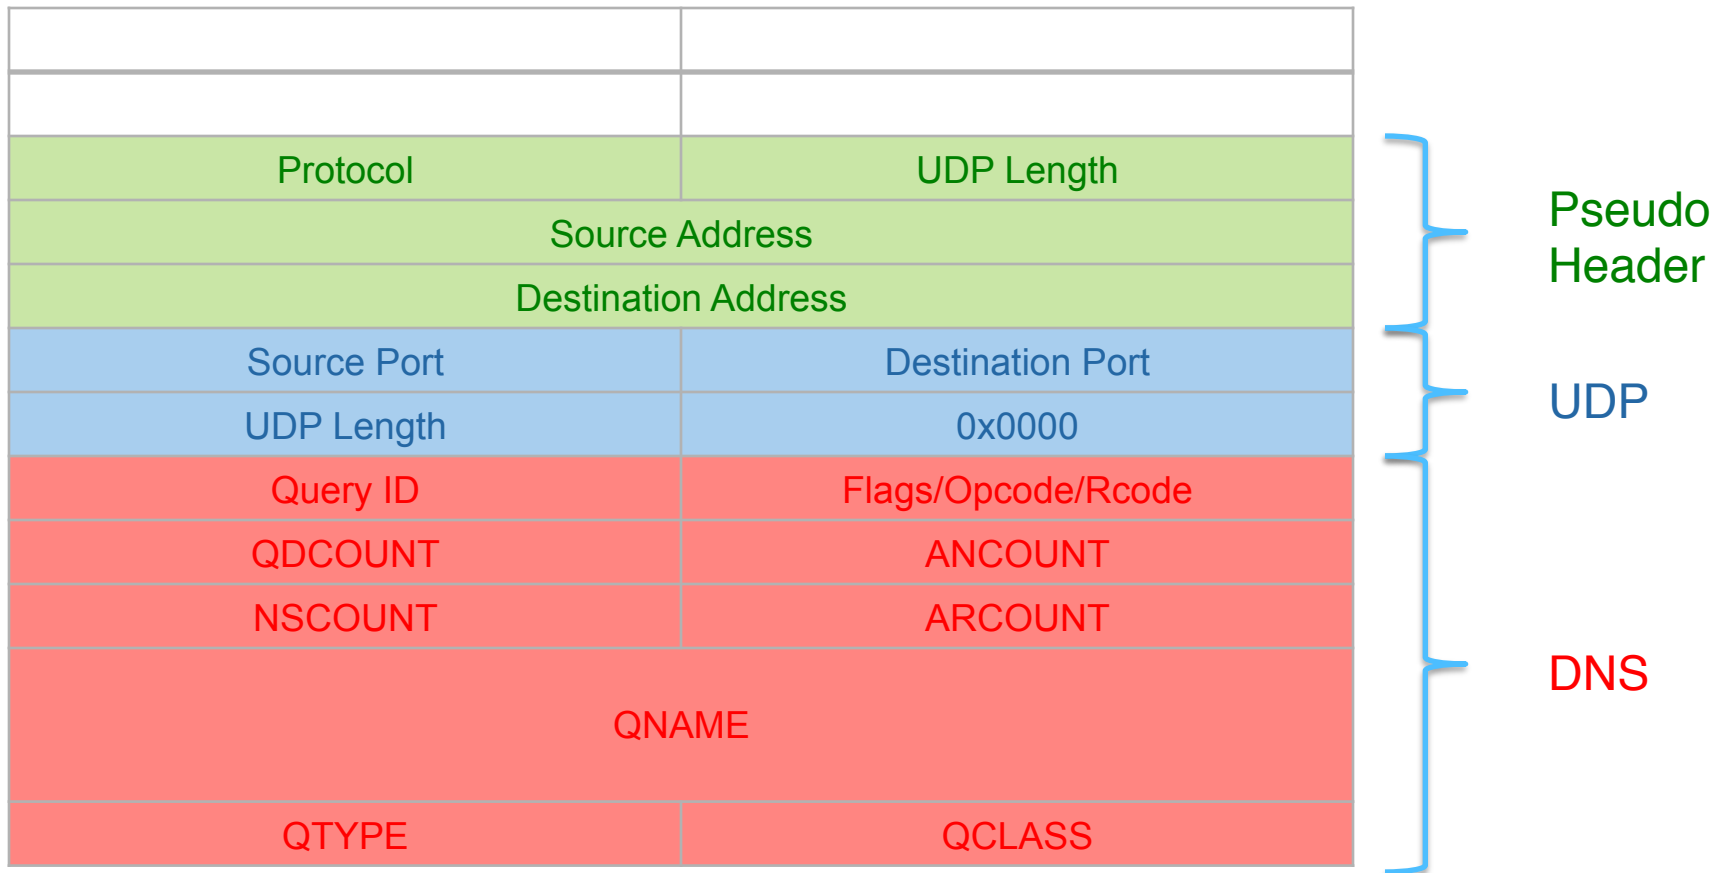 Protocol UDP Length
Source Address
Destination Address
Pseudo
Header
Source Port Destination Port
UDP Length 0x0000
UDP
Query ID Flags/Opcode/Rcode
QDCOUNT ANCOUNT
NSCOUNT ARCOUNT
QNAME
QTYPE QCLASS
DNS